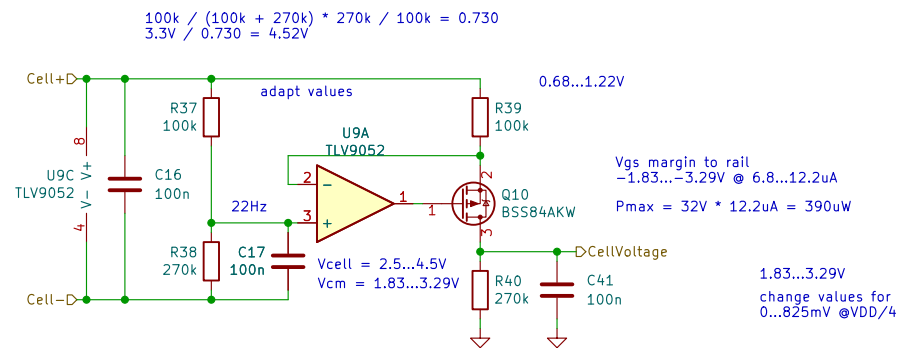 100k / (100k + 270k) * 270k / 100k = 0.730
3.3V / 0.730 = 4.52V
Cell+
adapt values
0.68...1.22V
R37
100k
R39
100k
8
V+
U9C
TLV9052
V-
4
C16
100n
U9A
TLV9052
2
1
3
22Hz
1
2
3
Q10
BSS84AKW
Vgs margin to rail
-1.83...-3.29V @ 6.8...12.2uA
Pmax = 32V * 12.2uA = 390uW
R38
270k
C17
100n
Vcell = 2.5...4.5V
Vcm = 1.83...3.29V
CellVoltage
R40
270k
C41
100n
1.83...3.29V
change values for
0...825mV @VDD/4
Cell-